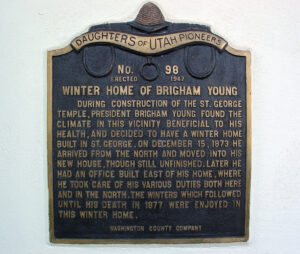 DAUGHTERS OF UTAH PIONEERS
No. 98
ERECTED 1947
WINTER HOME OF BRIGHAM YOUNG
DURING CONSTRUCTION OF THE ST. GEORGE
TEMPLE, PRESIDENT BRIGHAM YOUNG FOUND THE
CLIMATE IN THIS VICINITY BENEFICIAL TO HIS
HEALTH, AND DECIDED TO HAVE A WINTER HOME
BUILT IN ST. GEORGE. ON DECEMBER 15, 1873 HE
ARRIVED FROM THE NORTH AND MOVED INTO HIS
NEW HOUSE, THOUGH STILL UNFINISHED. LATER HE
HAD AN OFFICE BUILT EAST OF HIS HOME, WHERE
HE TOOK CARE OF HIS VARIOUS DUTIES BOTH HERE
AND IN THE NORTH. THE WINTERS WHICH FOLLOWED
UNTIL HIS DEATH IN 1877 WERE ENJOYED IN
THIS WINTER HOME.
WASHINGTON COUNTY COMPANY